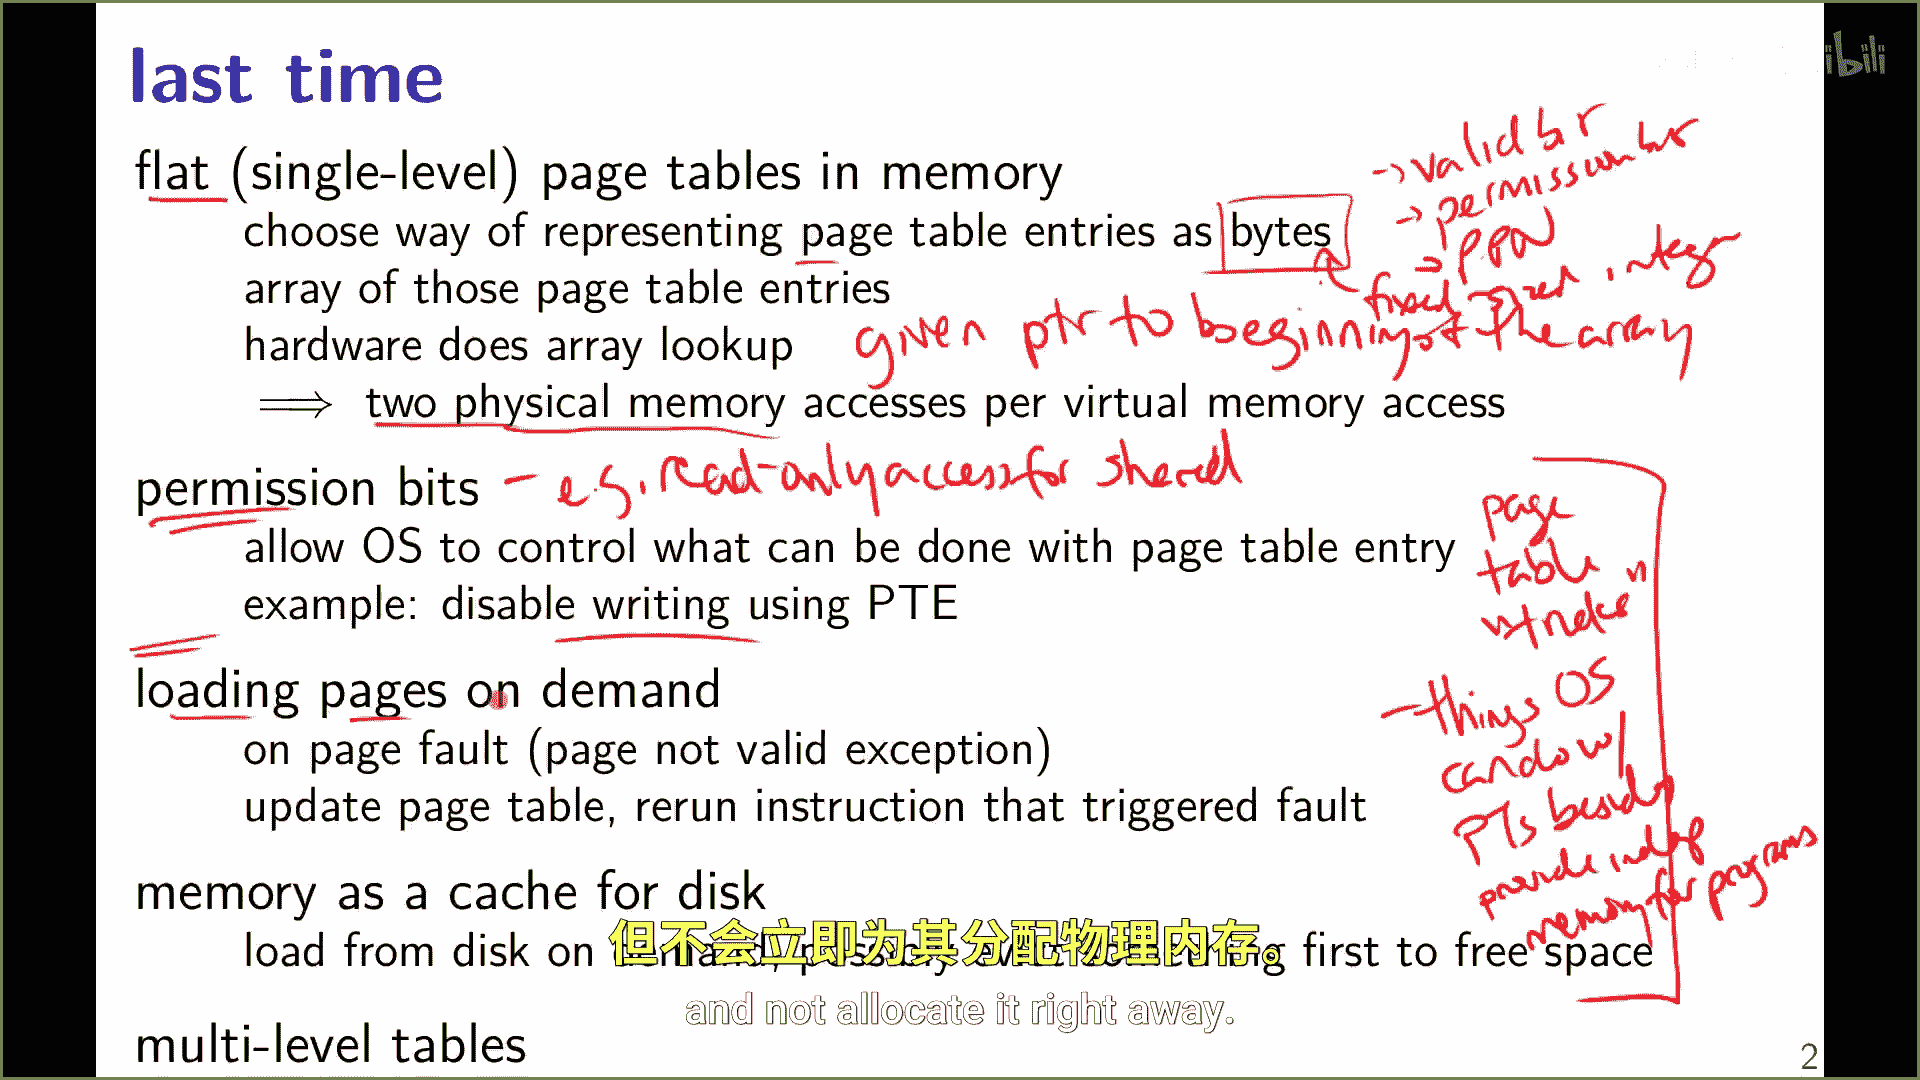 last time
ibili
flat (single-level) page tables in memory
→ valid bit
→ permission bits
choose way of representing page table entries as bytes
→ PPN
fixed-sized integer
array of those page table entries
hardware does array lookup
given ptr to beginning of the array
⟹ two physical memory accesses per virtual memory access
permission bits
- e.g. read-only access for shared
allow OS to control what can be done with page table entry
example: disable writing using PTE
page
table
tricks
loading pages on demand
- things OS
can do w/
PTs besides
provide
memory for programs
on page fault (page not valid exception)
update page table, rerun instruction that triggered fault
memory as a cache for disk
load from disk on demand, possibly evict something first to free space
但不会立即为其分配物理内存。
and not allocate it right away.
multi-level tables
2